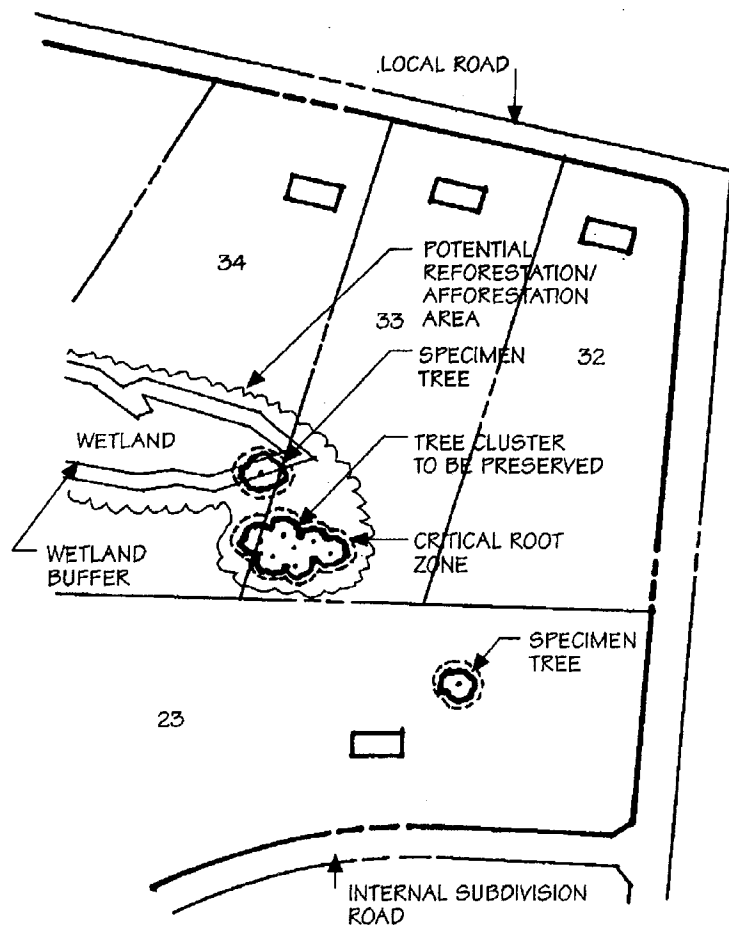 LOCAL ROAD
34
POTENTIAL
REFORESTATION/
AFFORESTATION
AREA
33
SPECIMEN
TREE
32
WETLAND
TREE CLUSTER
TO BE PRESERVED
WETLAND
BUFFER
CRITICAL ROOT
ZONE
SPECIMEN
TREE
23
INTERNAL SUBDIVISION
ROAD